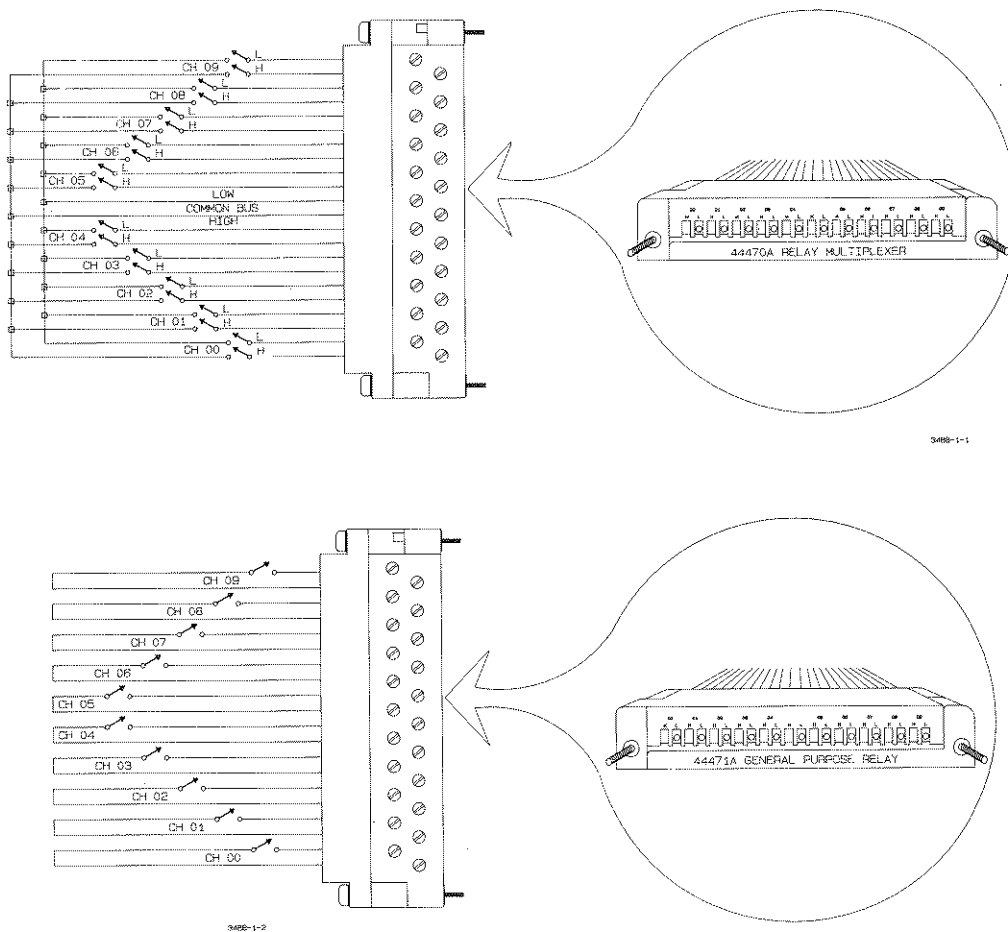 L
CH 09 H
L
CH 08 H
L
CH 07 H
L
CH 06 H
L
CH 05 H
LOW
COMMON BUS
HIGH
L
CH 04 H
L
CH 03 H
L
CH 02 H
L
CH 01 H
L
CH 00 H
44470A RELAY MULTIPLEXER
3488-1-1
CH 09
CH 08
CH 07
CH 06
CH 05
CH 04
CH 03
CH 02
CH 01
CH 00
44471A GENERAL PURPOSE RELAY
3488-1-2